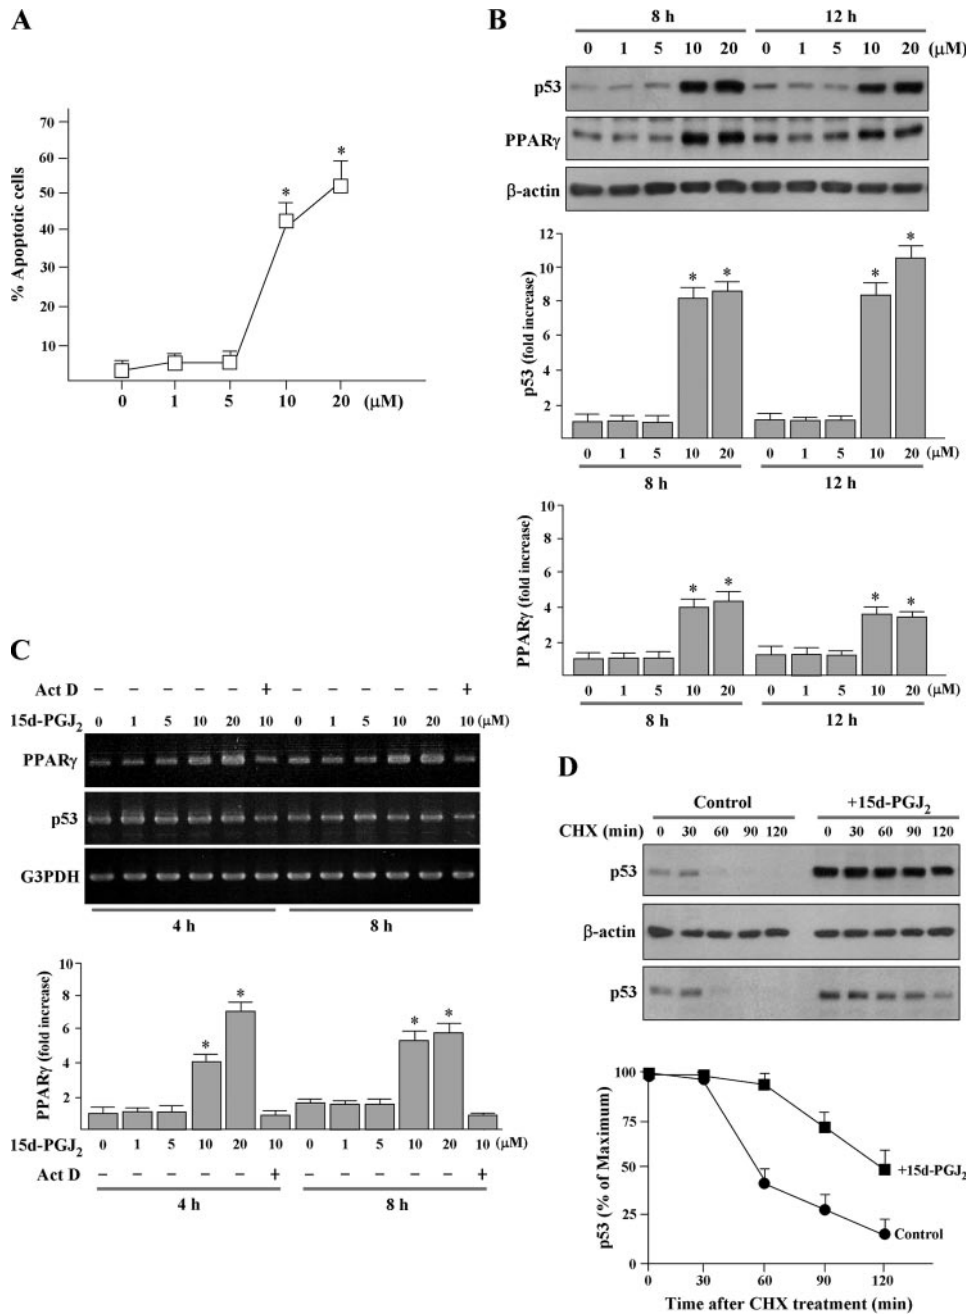 A
% Apoptotic cells
70
60
50
40
30
20
10
* *
0 1 5 10 20 (μM)
B
8 h 12 h
0 1 5 10 20 0 1 5 10 20 (μM)
p53
PPARγ
β-actin
p53 (fold increase)
12
10
8
6
4
2
* * * *
0 1 5 10 20 0 1 5 10 20 (μM)
8 h 12 h
PPARγ (fold increase)
10
8
6
4
2
* * * *
0 1 5 10 20 0 1 5 10 20 (μM)
8 h 12 h
C
Act D – – – – – + – – – – – +
15d-PGJ₂ 0 1 5 10 20 10 0 1 5 10 20 10 (μM)
PPARγ
p53
G3PDH
4 h 8 h
PPARγ (fold increase)
10
8
6
4
2
* * * *
15d-PGJ₂ 0 1 5 10 20 10 0 1 5 10 20 10 (μM)
Act D – – – – – + – – – – – +
4 h 8 h
D
Control +15d-PGJ₂
CHX (min) 0 30 60 90 120 0 30 60 90 120
p53
β-actin
p53
p53 (% of Maximum)
100
75
50
25
+15d-PGJ₂
Control
0 30 60 90 120
Time after CHX treatment (min)